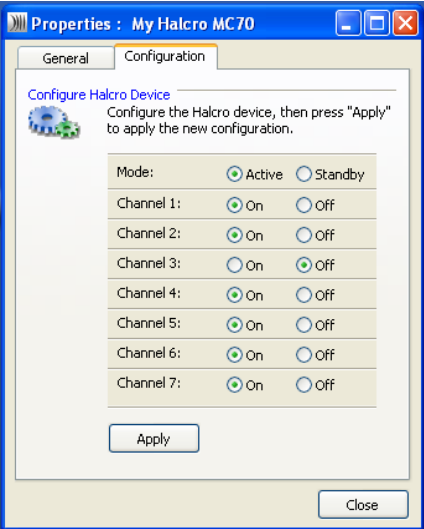 Properties : My Halcro MC70
General Configuration
Configure Halcro Device
Configure the Halcro device, then press "Apply"
to apply the new configuration.
Mode: Active Standby
Channel 1: On Off
Channel 2: On Off
Channel 3: On Off
Channel 4: On Off
Channel 5: On Off
Channel 6: On Off
Channel 7: On Off
Apply
Close